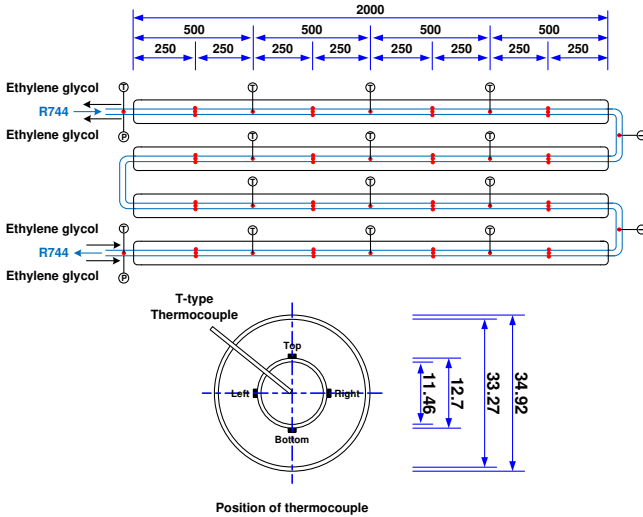 2000
500 500 500 500
250 250 250 250 250 250 250 250
Ethylene glycol T T T T
R744
Ethylene glycol P
T T T
T T T
Ethylene glycol T T T T
R744
Ethylene glycol P
T-type
Thermocouple
Top
Left Right
Bottom
11.46
12.7
33.27
34.92
Position of thermocouple